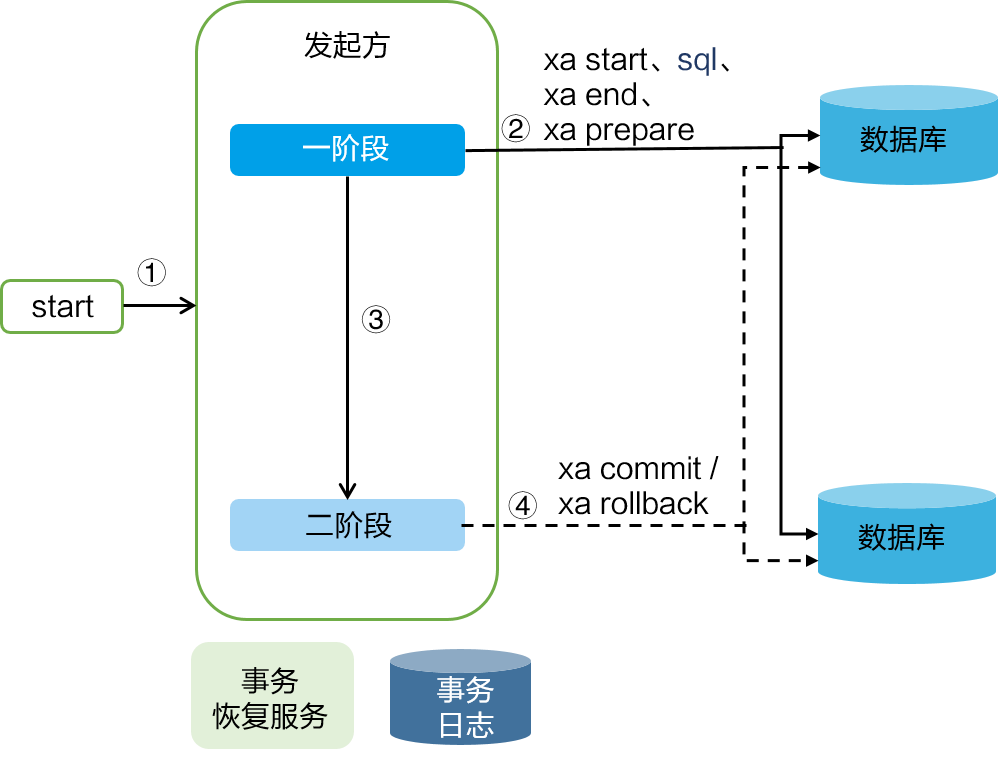 发起方
xa start、sql、
xa end、
xa prepare
②
一阶段
数据库
①
start
③
xa commit /
xa rollback
④
二阶段
数据库
事务
恢复服务
事务
日志